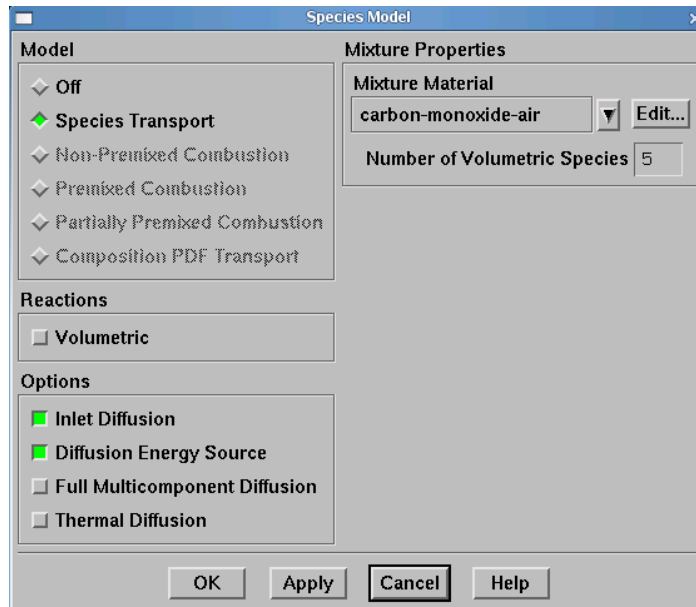 Species Model
Model
Off
Species Transport
Non-Premixed Combustion
Premixed Combustion
Partially Premixed Combustion
Composition PDF Transport
Reactions
Volumetric
Options
Inlet Diffusion
Diffusion Energy Source
Full Multicomponent Diffusion
Thermal Diffusion
Mixture Properties
Mixture Material
carbon-monoxide-air Edit...
Number of Volumetric Species 5
OK Apply Cancel Help